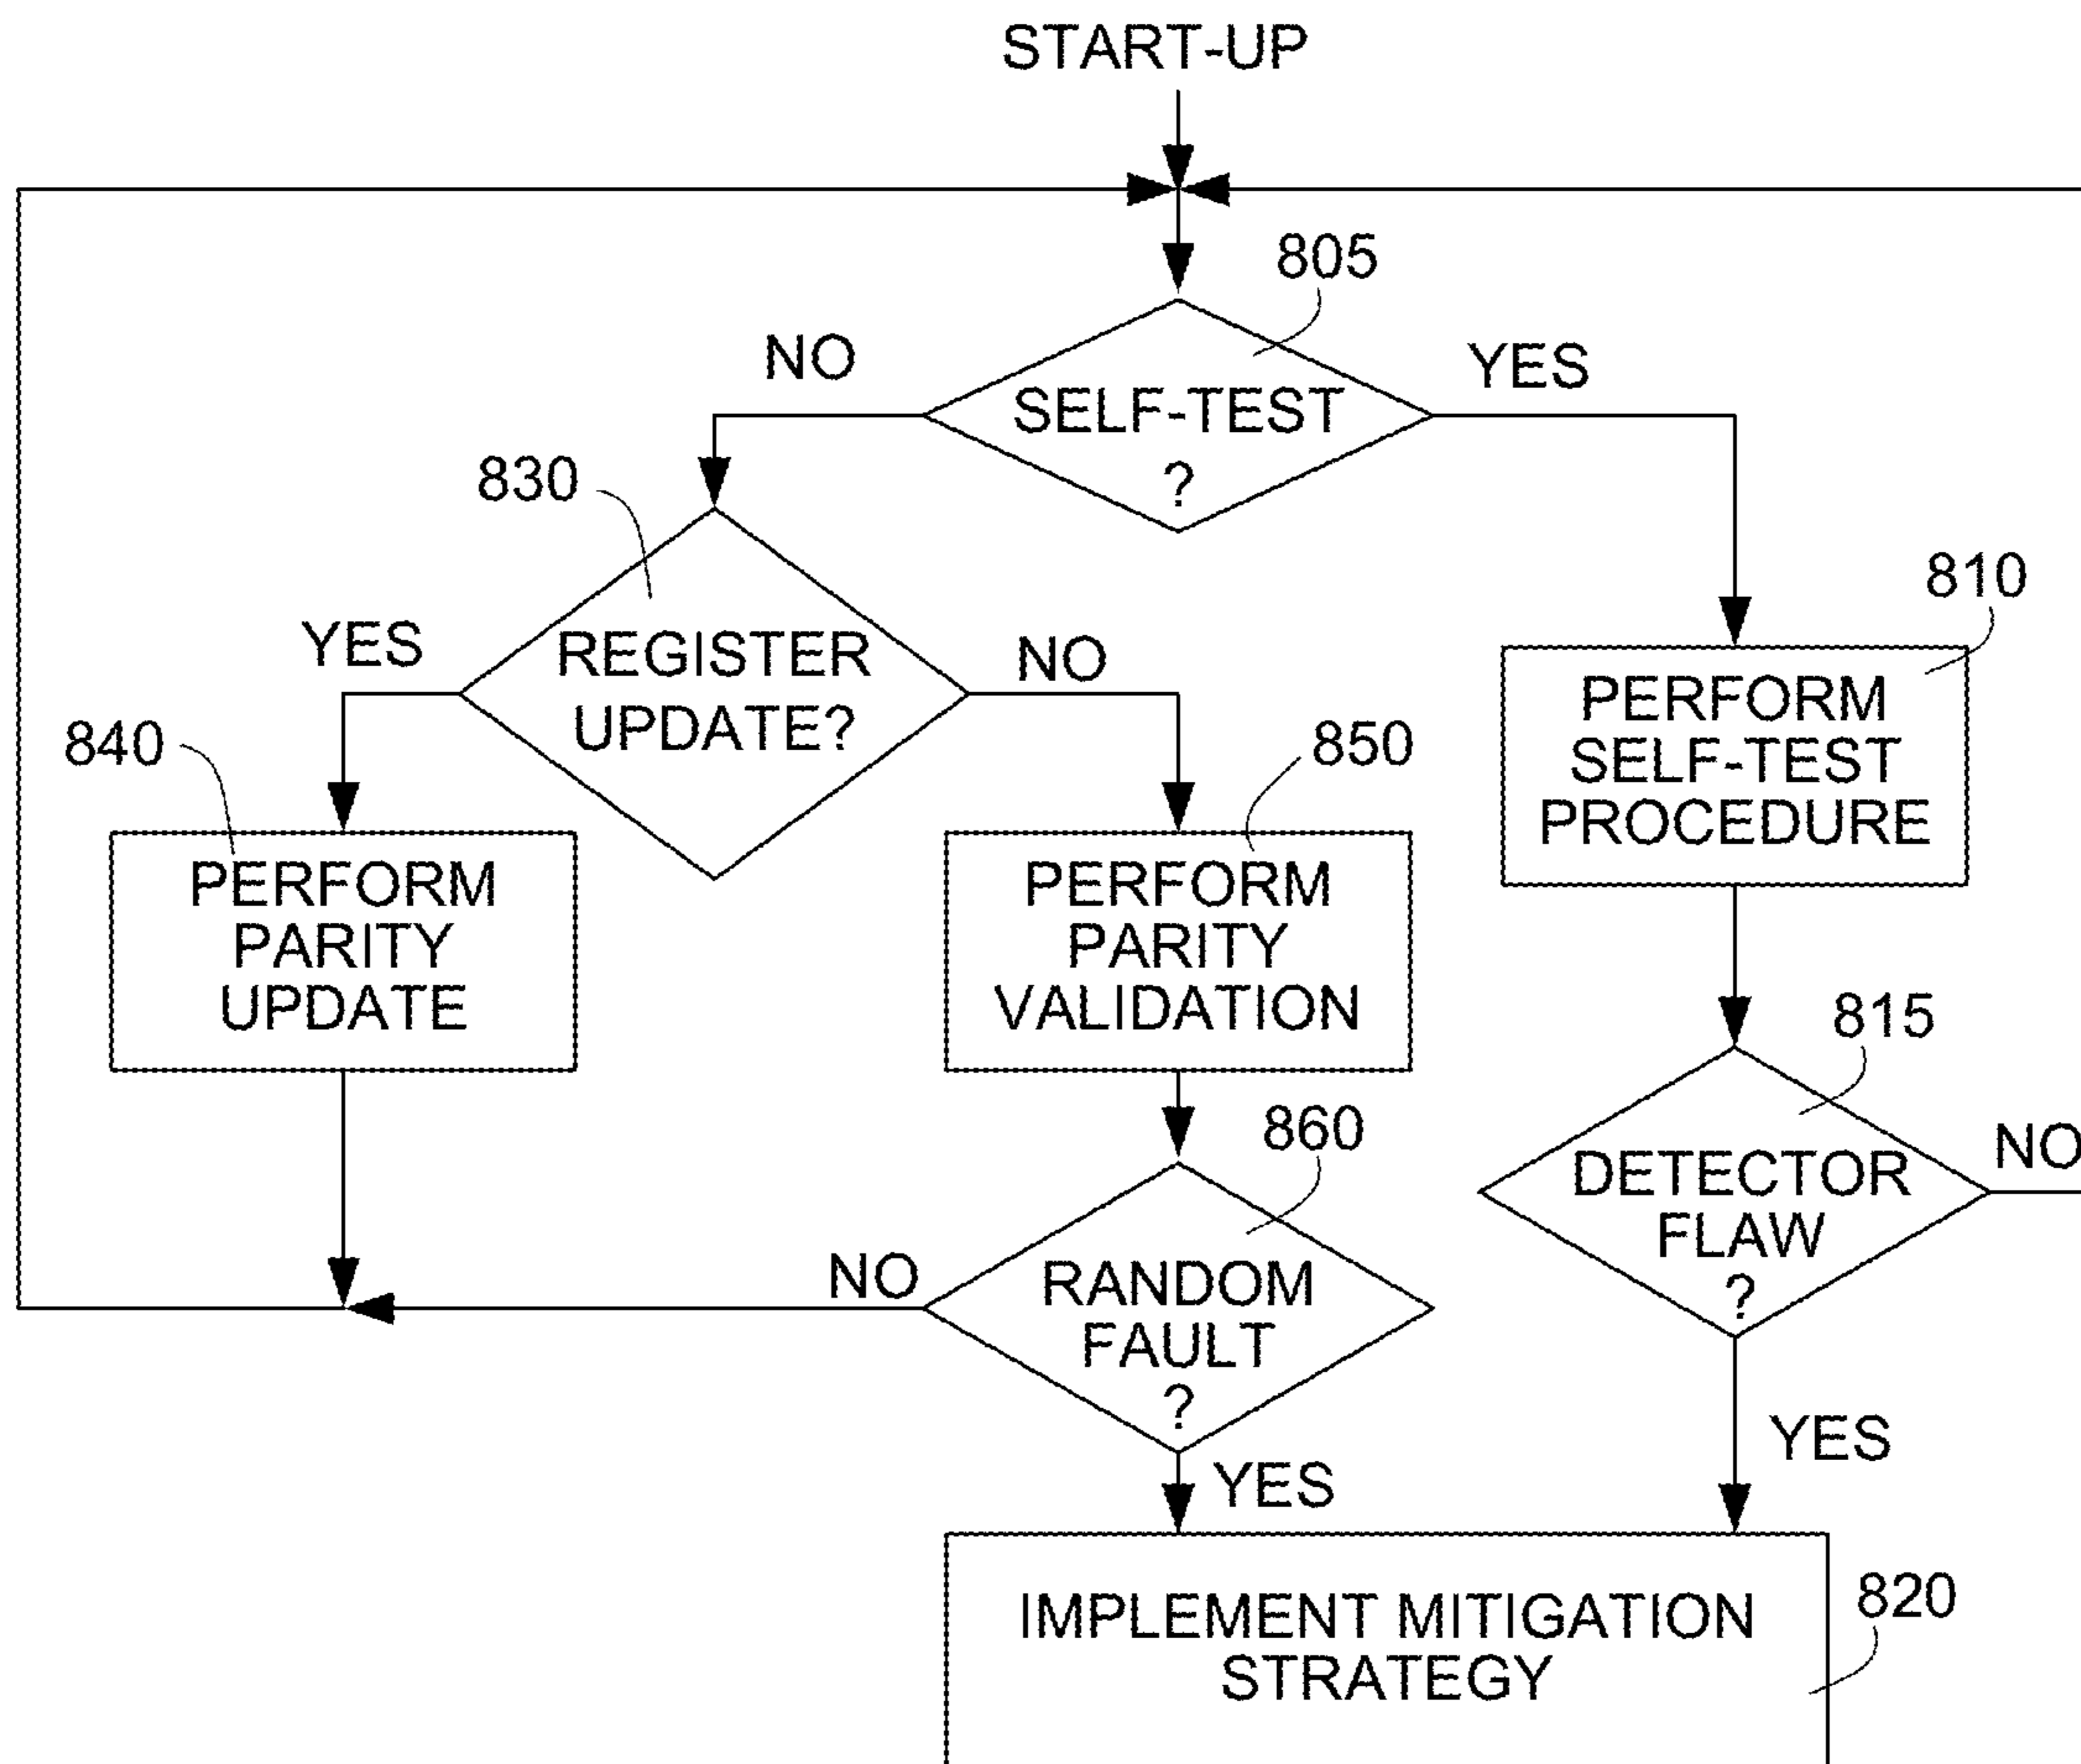 START-UP
805
NO
YES
SELF-TEST
?
830
810
YES
REGISTER
UPDATE?
NO
840
850
PERFORM
SELF-TEST
PROCEDURE
PERFORM
PARITY
UPDATE
PERFORM
PARITY
VALIDATION
815
860
NO
DETECTOR
FLAW
?
NO
RANDOM
FAULT
?
YES
YES
IMPLEMENT MITIGATION
STRATEGY
820